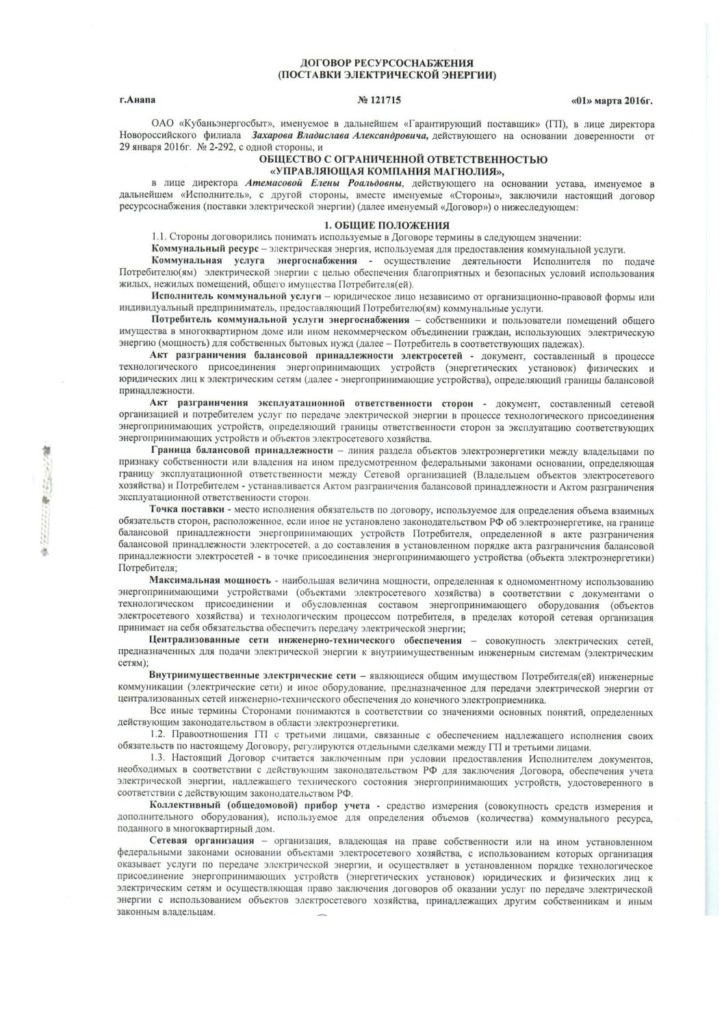 ДОГОВОР РЕСУРСОСНАБЖЕНИЯ
(ПОСТАВКИ ЭЛЕКТРИЧЕСКОЙ ЭНЕРГИИ)
г.Анапа № 121715 «01» марта 2016г.
ОАО «Кубаньэнергосбыт», именуемое в дальнейшем «Гарантирующий поставщик» (ГП), в лице директора
Новороссийского филиала Захарова Владислава Александровича, действующего на основании доверенности от
29 января 2016г. № 2-292, с одной стороны, и
ОБЩЕСТВО С ОГРАНИЧЕННОЙ ОТВЕТСТВЕННОСТЬЮ
«УПРАВЛЯЮЩАЯ КОМПАНИЯ МАГНОЛИЯ»,
в лице директора Атемасовой Елены Роальдовны, действующего на основании устава, именуемое в
дальнейшем «Исполнитель», с другой стороны, вместе именуемые «Стороны», заключили настоящий договор
ресурсоснабжения (поставки электрической энергии) (далее именуемый «Договор») о нижеследующем:
1. ОБЩИЕ ПОЛОЖЕНИЯ
1.1. Стороны договорились понимать используемые в Договоре термины в следующем значении:
Коммунальный ресурс – электрическая энергия, используемая для предоставления коммунальной услуги.
Коммунальная услуга энергоснабжения - осуществление деятельности Исполнителя по подаче
Потребителю(ям) электрической энергии с целью обеспечения благоприятных и безопасных условий использования
жилых, нежилых помещений, общего имущества Потребителя(ей).
Исполнитель коммунальной услуги – юридическое лицо независимо от организационно-правовой формы или
индивидуальный предприниматель, предоставляющий Потребителю(ям) коммунальные услуги.
Потребитель коммунальной услуги энергоснабжения – собственники и пользователи помещений общего
имущества в многоквартирном доме или ином некоммерческом объединении граждан, использующих электрическую
энергию (мощность) для собственных бытовых нужд (далее – Потребитель в соответствующих падежах).
Акт разграничения балансовой принадлежности электросетей - документ, составленный в процессе
технологического присоединения энергопринимающих устройств (энергетических установок) физических и
юридических лиц к электрическим сетям (далее - энергопринимающие устройства), определяющий границы балансовой
принадлежности.
Акт разграничения эксплуатационной ответственности сторон - документ, составленный сетевой
организацией и потребителем услуг по передаче электрической энергии в процессе технологического присоединения
энергопринимающих устройств, определяющий границы ответственности сторон за эксплуатацию соответствующих
энергопринимающих устройств и объектов электросетевого хозяйства.
Граница балансовой принадлежности – линия раздела объектов электроэнергетики между владельцами по
признаку собственности или владения на ином предусмотренном федеральными законами основании, определяющая
границу эксплуатационной ответственности между Сетевой организацией (Владельцем объектов электросетевого
хозяйства) и Потребителем - устанавливается Актом разграничения балансовой принадлежности и Актом разграничения
эксплуатационной ответственности сторон.
Точка поставки - место исполнения обязательств по договору, используемое для определения объема взаимных
обязательств сторон, расположенное, если иное не установлено законодательством РФ об электроэнергетике, на границе
балансовой принадлежности энергопринимающих устройств Потребителя, определенной в акте разграничения
балансовой принадлежности электросетей, а до составления в установленном порядке акта разграничения балансовой
принадлежности электросетей - в точке присоединения энергопринимающего устройства (объекта электроэнергетики)
Потребителя;
Максимальная мощность - наибольшая величина мощности, определенная к одномоментному использованию
энергопринимающими устройствами (объектами электросетевого хозяйства) в соответствии с документами о
технологическом присоединении и обусловленная составом энергопринимающего оборудования (объектов
электросетевого хозяйства) и технологическим процессом потребителя, в пределах которой сетевая организация
принимает на себя обязательства обеспечить передачу электрической энергии;
Централизованные сети инженерно-технического обеспечения – совокупность электрических сетей,
предназначенных для подачи электрической энергии к внутриимущественным инженерным системам (электрическим
сетям);
Внутриимущественные электрические сети – являющиеся общим имуществом Потребителя(ей) инженерные
коммуникации (электрические сети) и иное оборудование, предназначенное для передачи электрической энергии от
централизованных сетей инженерно-технического обеспечения до конечного электроприемника.
Все иные термины Сторонами понимаются в соответствии со значениями основных понятий, определенных
действующим законодательством в области электроэнергетики.
1.2. Правоотношения ГП с третьими лицами, связанные с обеспечением надлежащего исполнения своих
обязательств по настоящему Договору, регулируются отдельными сделками между ГП и третьими лицами.
1.3. Настоящий Договор считается заключенным при условии предоставления Исполнителем документов,
необходимых в соответствии с действующим законодательством РФ для заключения Договора, обеспечения учета
электрической энергии, надлежащего технического состояния энергопринимающих устройств, удостоверенного в
соответствии с действующим законодательством РФ.
Коллективный (общедомовой) прибор учета - средство измерения (совокупность средств измерения и
дополнительного оборудования), используемое для определения объемов (количества) коммунального ресурса,
поданного в многоквартирный дом.
Сетевая организация – организация, владеющая на праве собственности или на ином установленном
федеральными законами основании объектами электросетевого хозяйства, с использованием которых организация
оказывает услуги по передаче электрической энергии, и осуществляет в установленном порядке технологическое
присоединение энергопринимающих устройств (энергетических установок) юридических и физических лиц к
электрическим сетям и осуществляющая право заключения договоров об оказании услуг по передаче электрической
энергии с использованием объектов электросетевого хозяйства, принадлежащих другим собственникам и иным
законным владельцам.